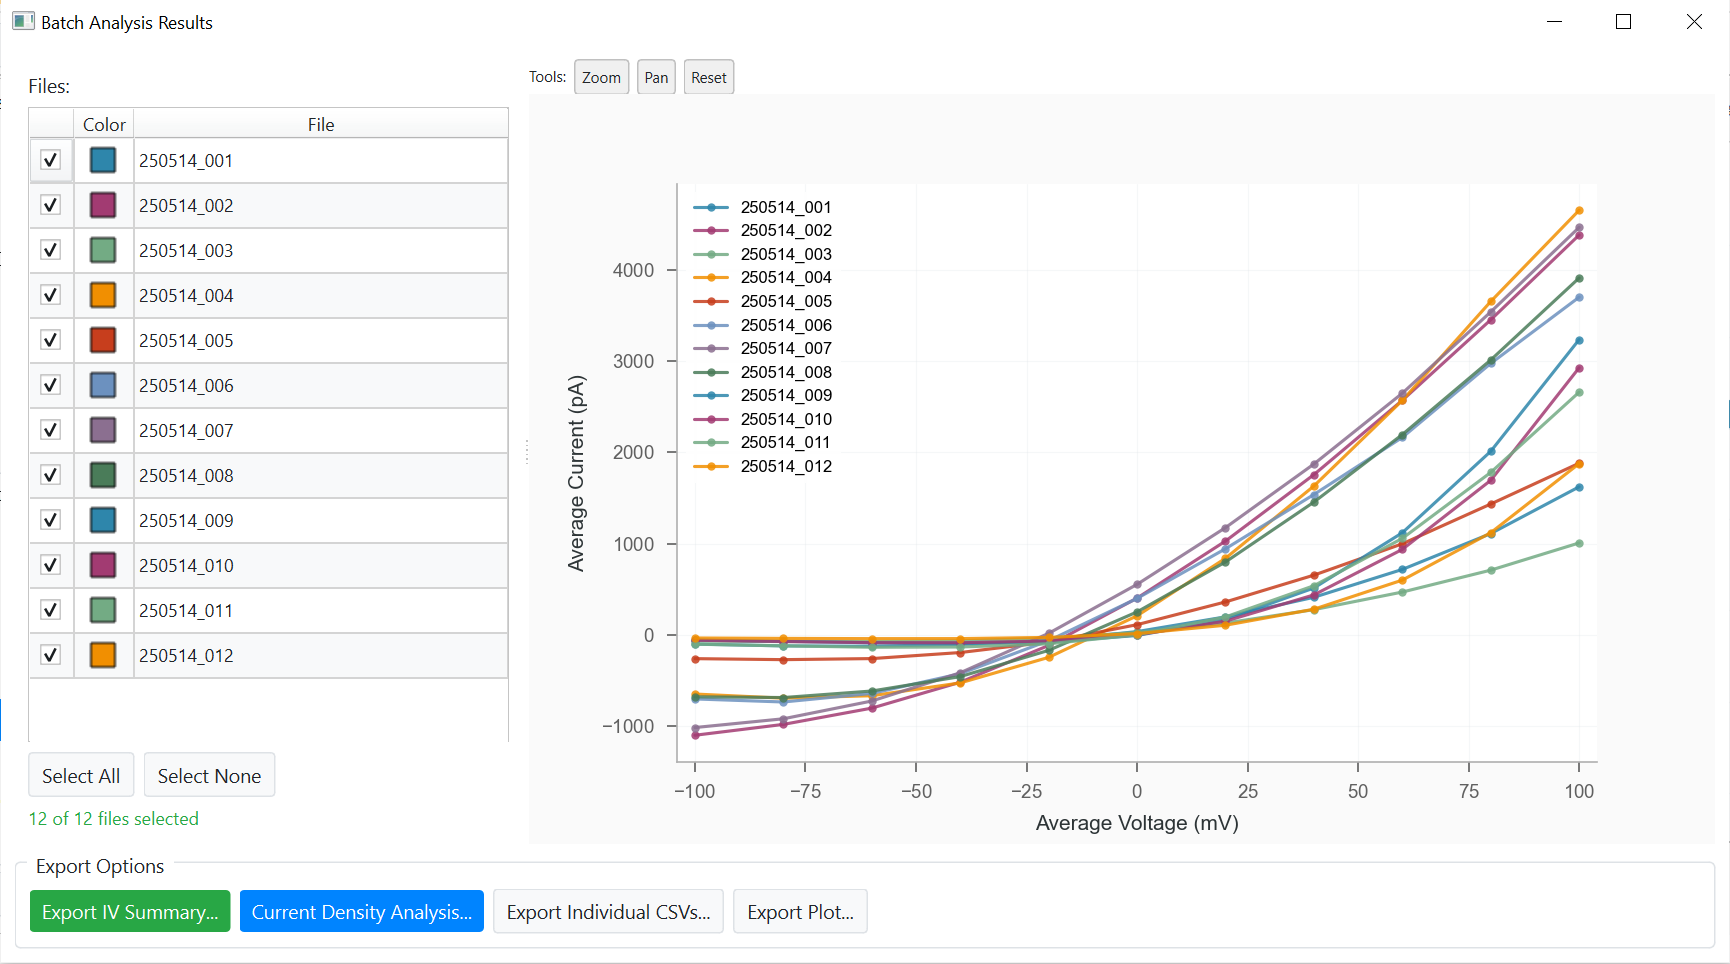 Batch Analysis Results
Files:
Color File
250514_001
250514_002
250514_003
250514_004
250514_005
250514_006
250514_007
250514_008
250514_009
250514_010
250514_011
250514_012
Select All Select None
12 of 12 files selected
Tools: Zoom Pan Reset
250514_001
250514_002
250514_003
250514_004
250514_005
250514_006
250514_007
250514_008
250514_009
250514_010
250514_011
250514_012
Average Current (pA)
4000
3000
2000
1000
0
−1000
−100 −75 −50 −25 0 25 50 75 100
Average Voltage (mV)
Export Options
Export IV Summary... Current Density Analysis... Export Individual CSVs... Export Plot...